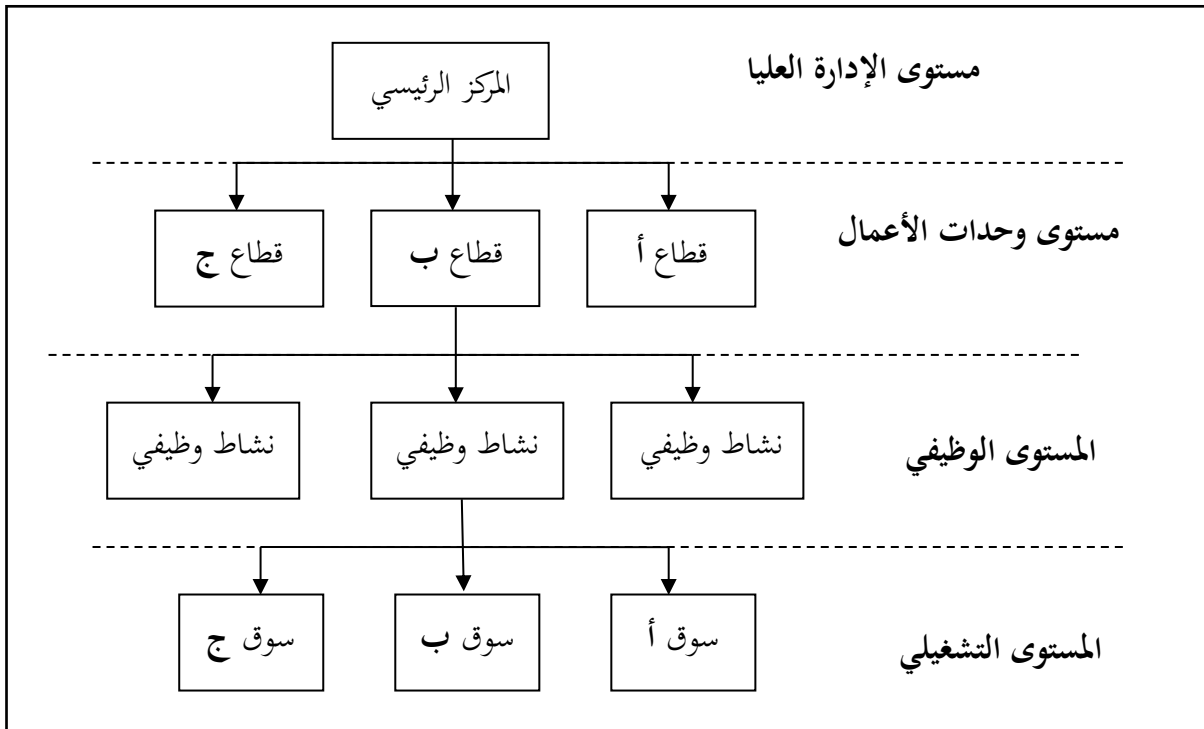 مستوى الإدارة العليا
المركز الرئيسي
مستوى وحدات الأعمال
قطاع أ
قطاع ب
قطاع ج
المستوى الوظيفي
نشاط وظيفي
نشاط وظيفي
نشاط وظيفي
المستوى التشغيلي
سوق أ
سوق ب
سوق ج